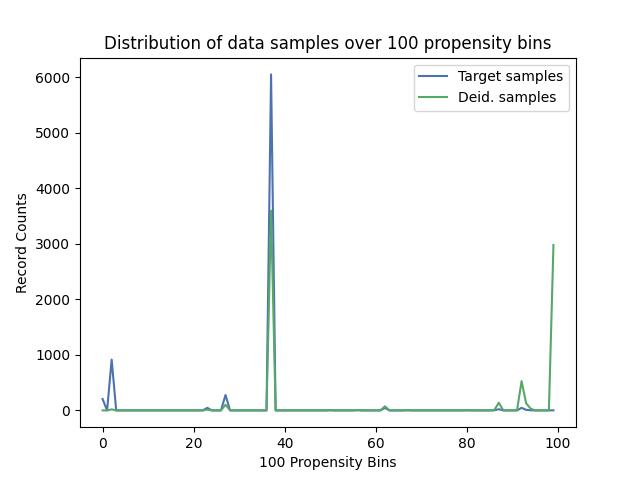 Distribution of data samples over 100 propensity bins
Target samples
Deid. samples
Record Counts
6000
5000
4000
3000
2000
1000
0
0 20 40 60 80 100
100 Propensity Bins